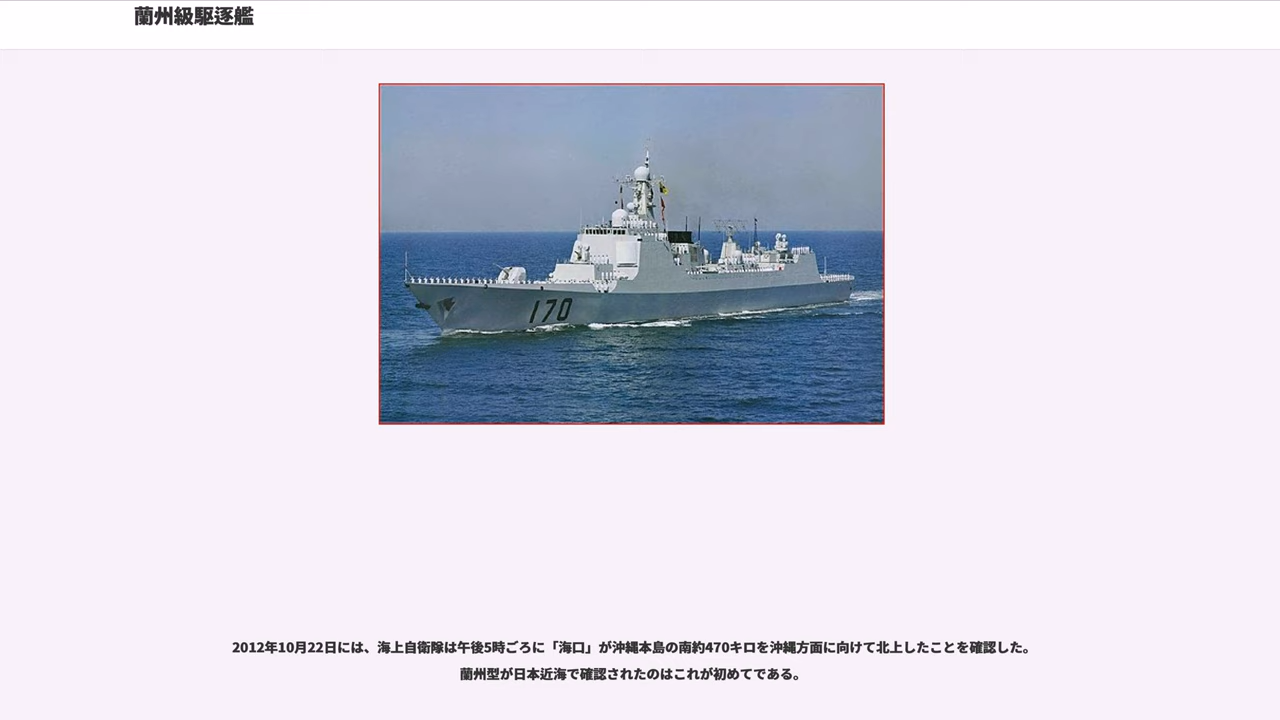 蘭州級駆逐艦
170
2012年10月22日には、海上自衛隊は午後5時ごろに「海口」が沖縄本島の南約470キロを沖縄方面に向けて北上したことを確認した。
蘭州型が日本近海で確認されたのはこれが初めてである。